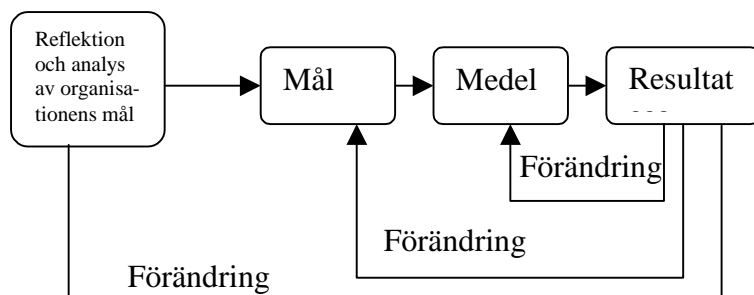 Reflektion
och analys
av organisa-
tionens mål
Mål
Medel
Resultat
Förändring
Förändring
Förändring